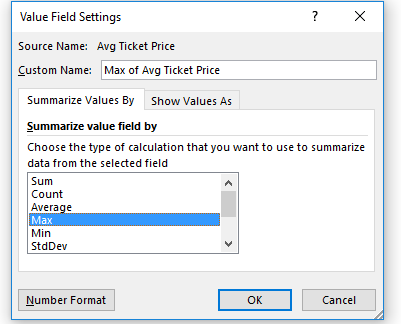 Value Field Settings ? ×
Source Name: Avg Ticket Price
Custom Name: Max of Avg Ticket Price
Summarize Values By Show Values As
Summarize value field by
Choose the type of calculation that you want to use to summarize
data from the selected field
Sum
Count
Average
Max
Min
StdDev
Number Format OK Cancel